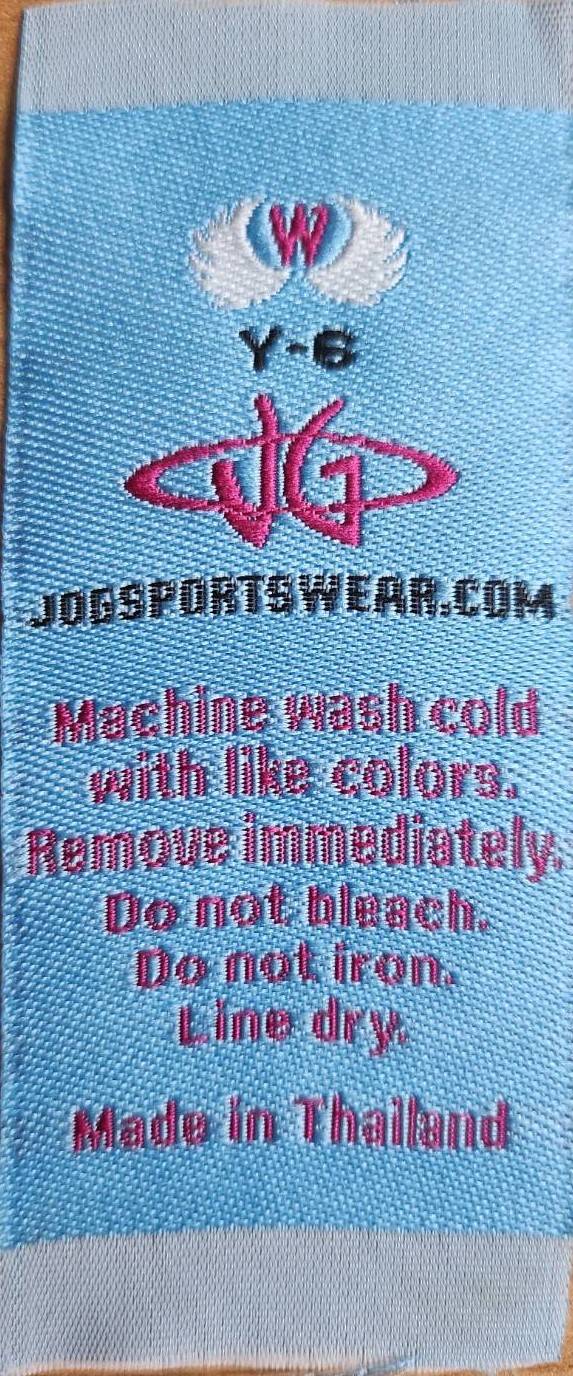 W
Y-6
JG
JOGSPORTSWEAR.COM
Machine wash cold
with like colors.
Remove immediately.
Do not bleach.
Do not iron.
Line dry.
Made in Thailand